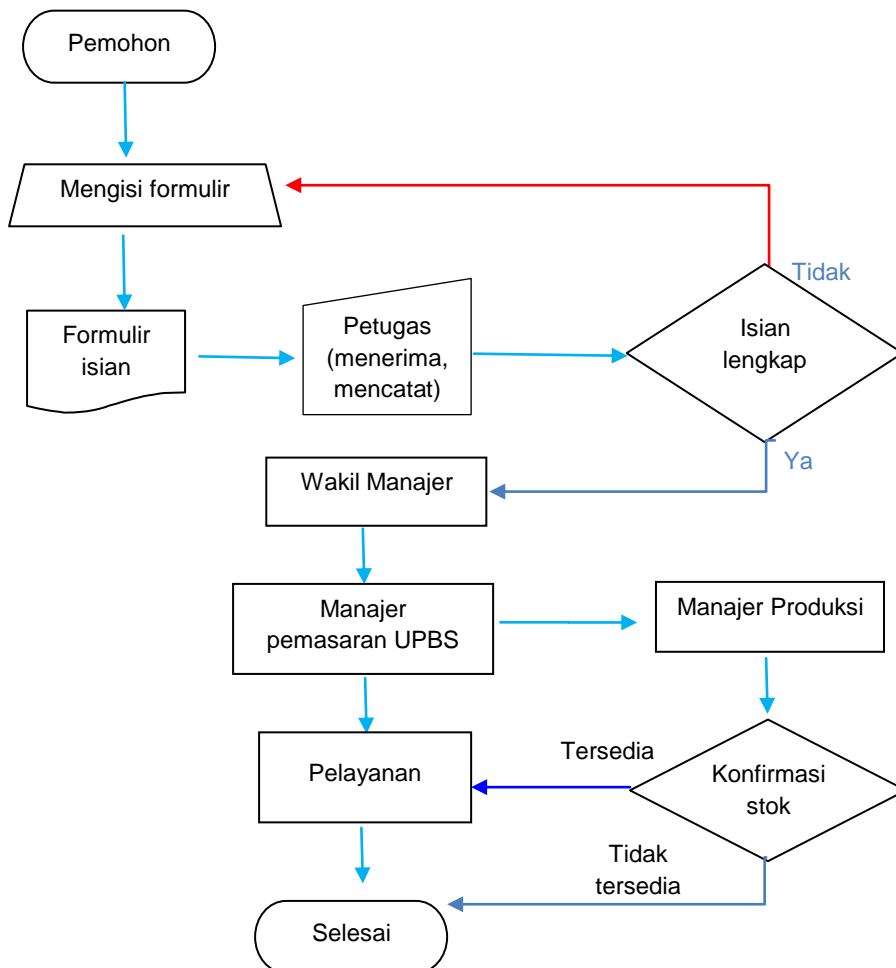 Pemohon
Mengisi formulir
Tidak
Formulir
isian
Petugas
(menerima,
mencatat)
Isian
lengkap
Ya
Wakil Manajer
Manajer
pemasaran UPBS
Manajer Produksi
Pelayanan
Tersedia
Konfirmasi
stok
Tidak
tersedia
Selesai